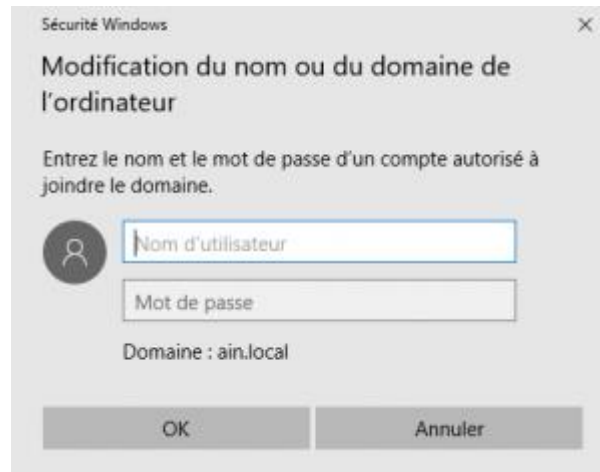 Sécurité Windows
Modification du nom ou du domaine de
l'ordinateur
Entrez le nom et le mot de passe d'un compte autorisé à
joindre le domaine.
Nom d'utilisateur
Mot de passe
Domaine : ain.local
OK
Annuler